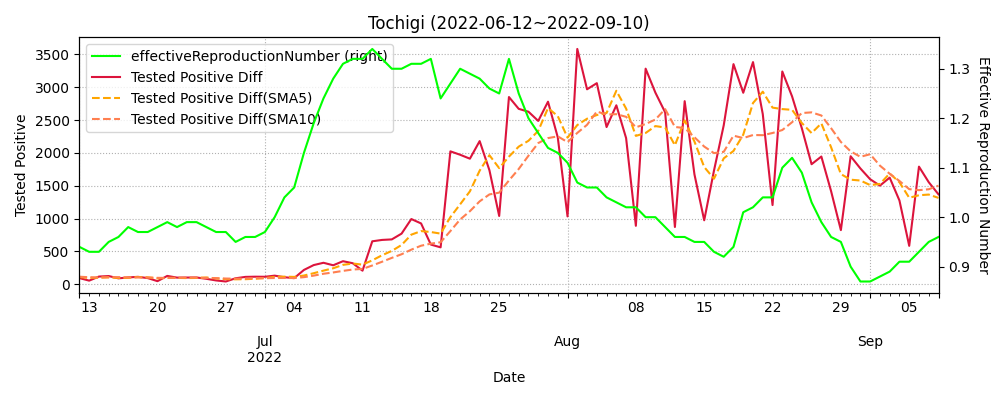 Tochigi (2022-06-12~2022-09-10)
effectiveReproductionNumber (right)
Tested Positive Diff
Tested Positive Diff(SMA5)
Tested Positive Diff(SMA10)
Tested Positive
3500
3000
2500
2000
1500
1000
500
0
Effective Reproduction Number
1.3
1.2
1.1
1.0
0.9
13 20 27 04 11 18 25 08 15 22 29 05
Jul Aug Sep
2022
Date